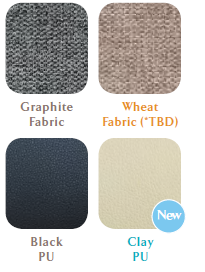 Graphite
Fabric
Wheat
Fabric (*TBD)
New
Black
PU
Clay
PU